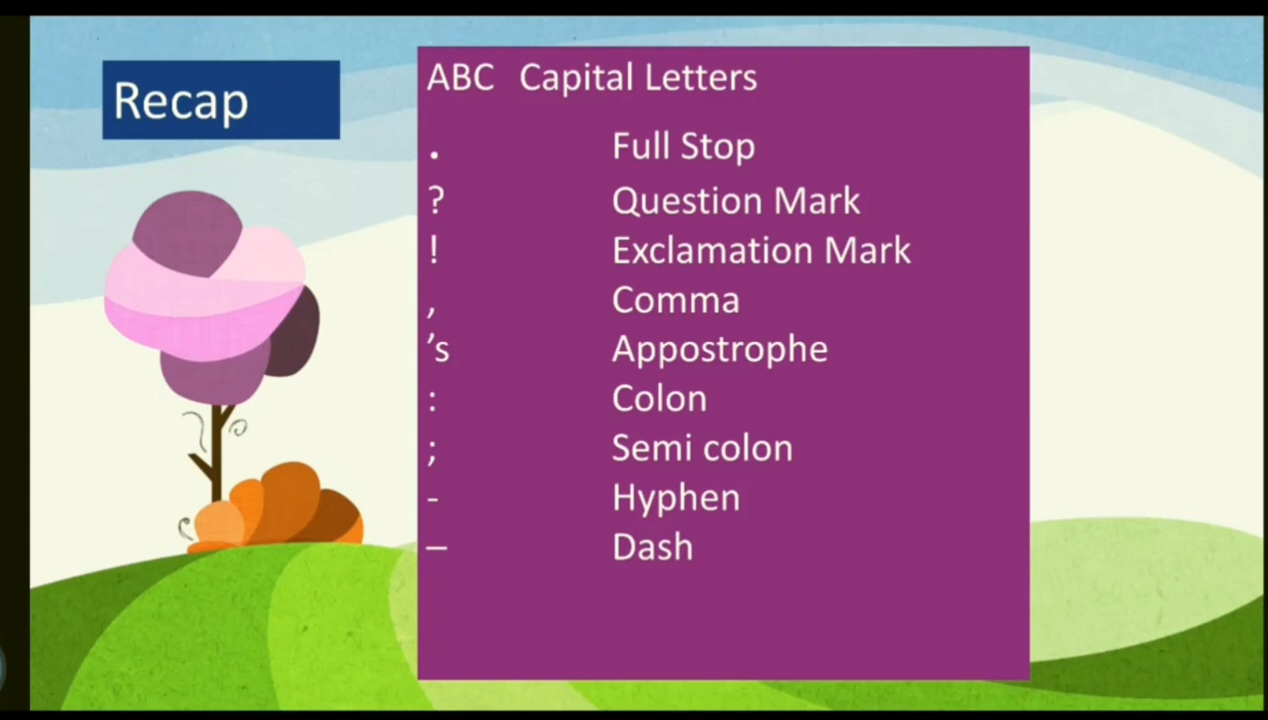 Recap
ABC Capital Letters
. Full Stop
? Question Mark
! Exclamation Mark
, Comma
’s Appostrophe
: Colon
; Semi colon
- Hyphen
– Dash